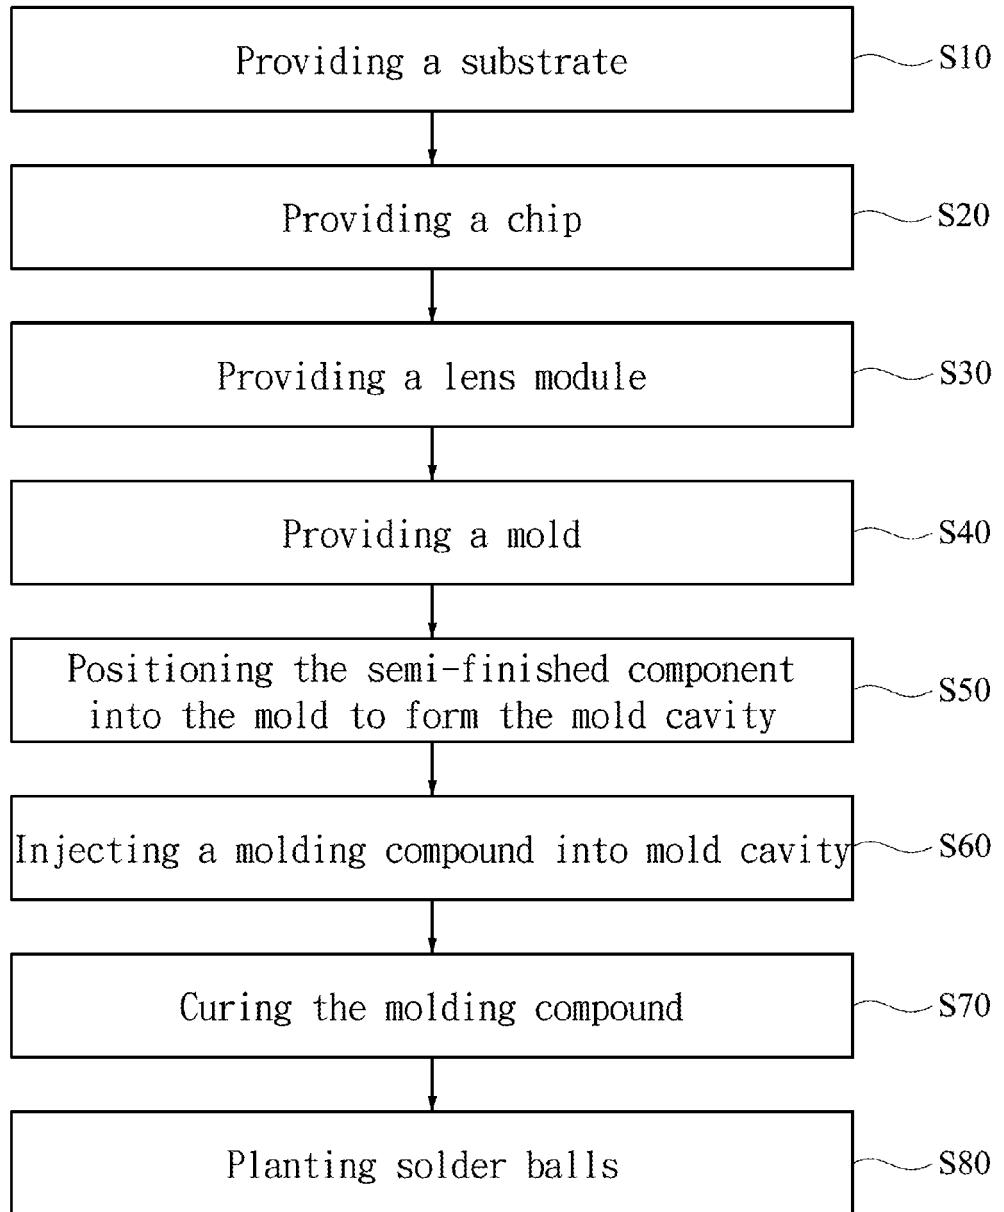 Providing a substrate
S10
Providing a chip
S20
Providing a lens module
S30
Providing a mold
S40
Positioning the semi-finished component
into the mold to form the mold cavity
S50
Injecting a molding compound into mold cavity
S60
Curing the molding compound
S70
Planting solder balls
S80